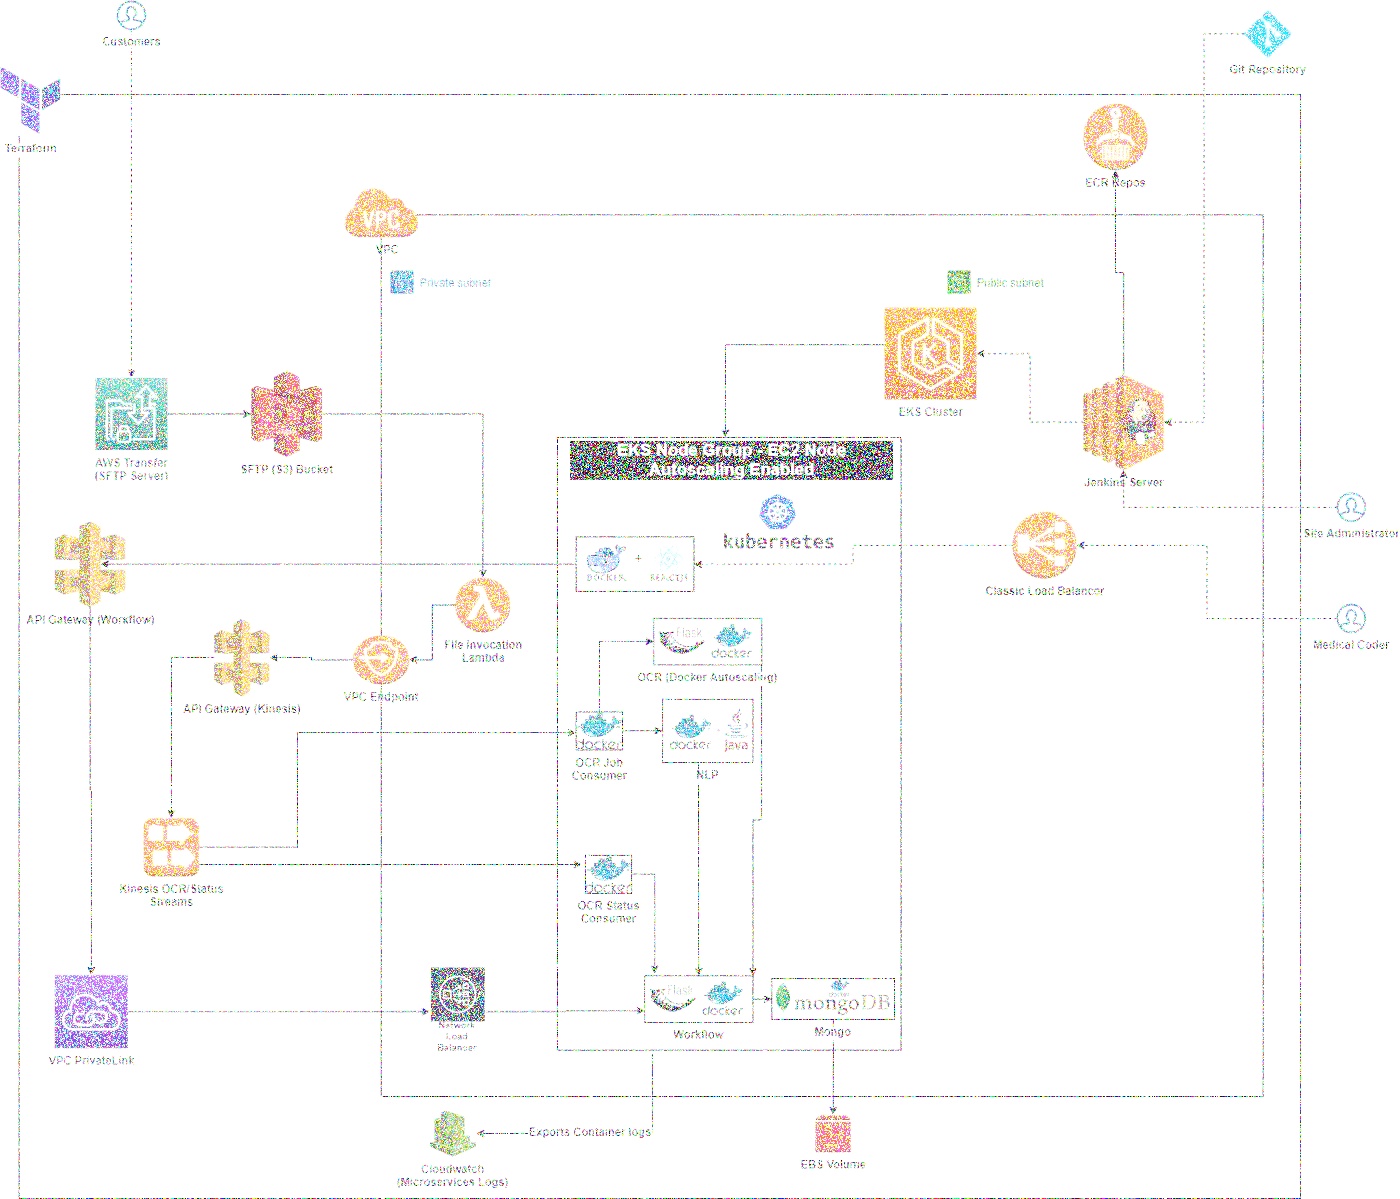 Customers
Git Repository
Terraform
ECR Repos
VPC
VPC
Private subnet
Public subnet
EKS Cluster
AWS Transfer
(SFTP Server)
SFTP (S3) Bucket
Jenkins Server
EKS Node Group - EC2 Node
Autoscaling Enabled
kubernetes
Site Administrator
DOCKER
+
REACTJS
Classic Load Balancer
API Gateway (Workflow)
Medical Coder
File Invocation
Lambda
Flask
docker
OCR (Docker Autoscaling)
VPC Endpoint
API Gateway (Kinesis)
docker
OCR Job
Consumer
docker
java
NLP
Kinesis OCR/Status
Streams
docker
OCR Status
Consumer
Network
Load
Balancer
Flask
docker
Workflow
mongoDB
Mongo
VPC PrivateLink
Exports Container logs
Cloudwatch
(Microservices Logs)
EBS Volume